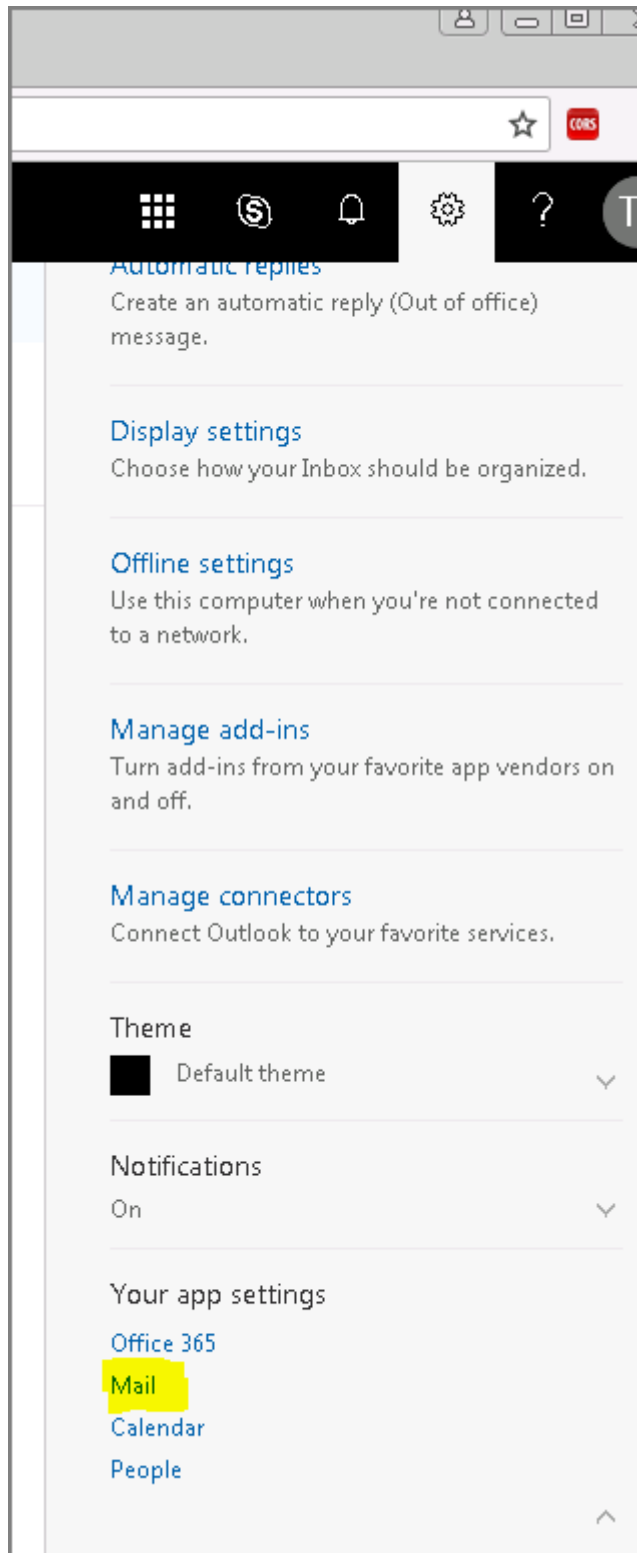 CORS
S ? T
Automatic replies
Create an automatic reply (Out of office)
message.
Display settings
Choose how your Inbox should be organized.
Offline settings
Use this computer when you're not connected
to a network.
Manage add-ins
Turn add-ins from your favorite app vendors on
and off.
Manage connectors
Connect Outlook to your favorite services.
Theme
Default theme
Notifications
On
Your app settings
Office 365
Mail
Calendar
People